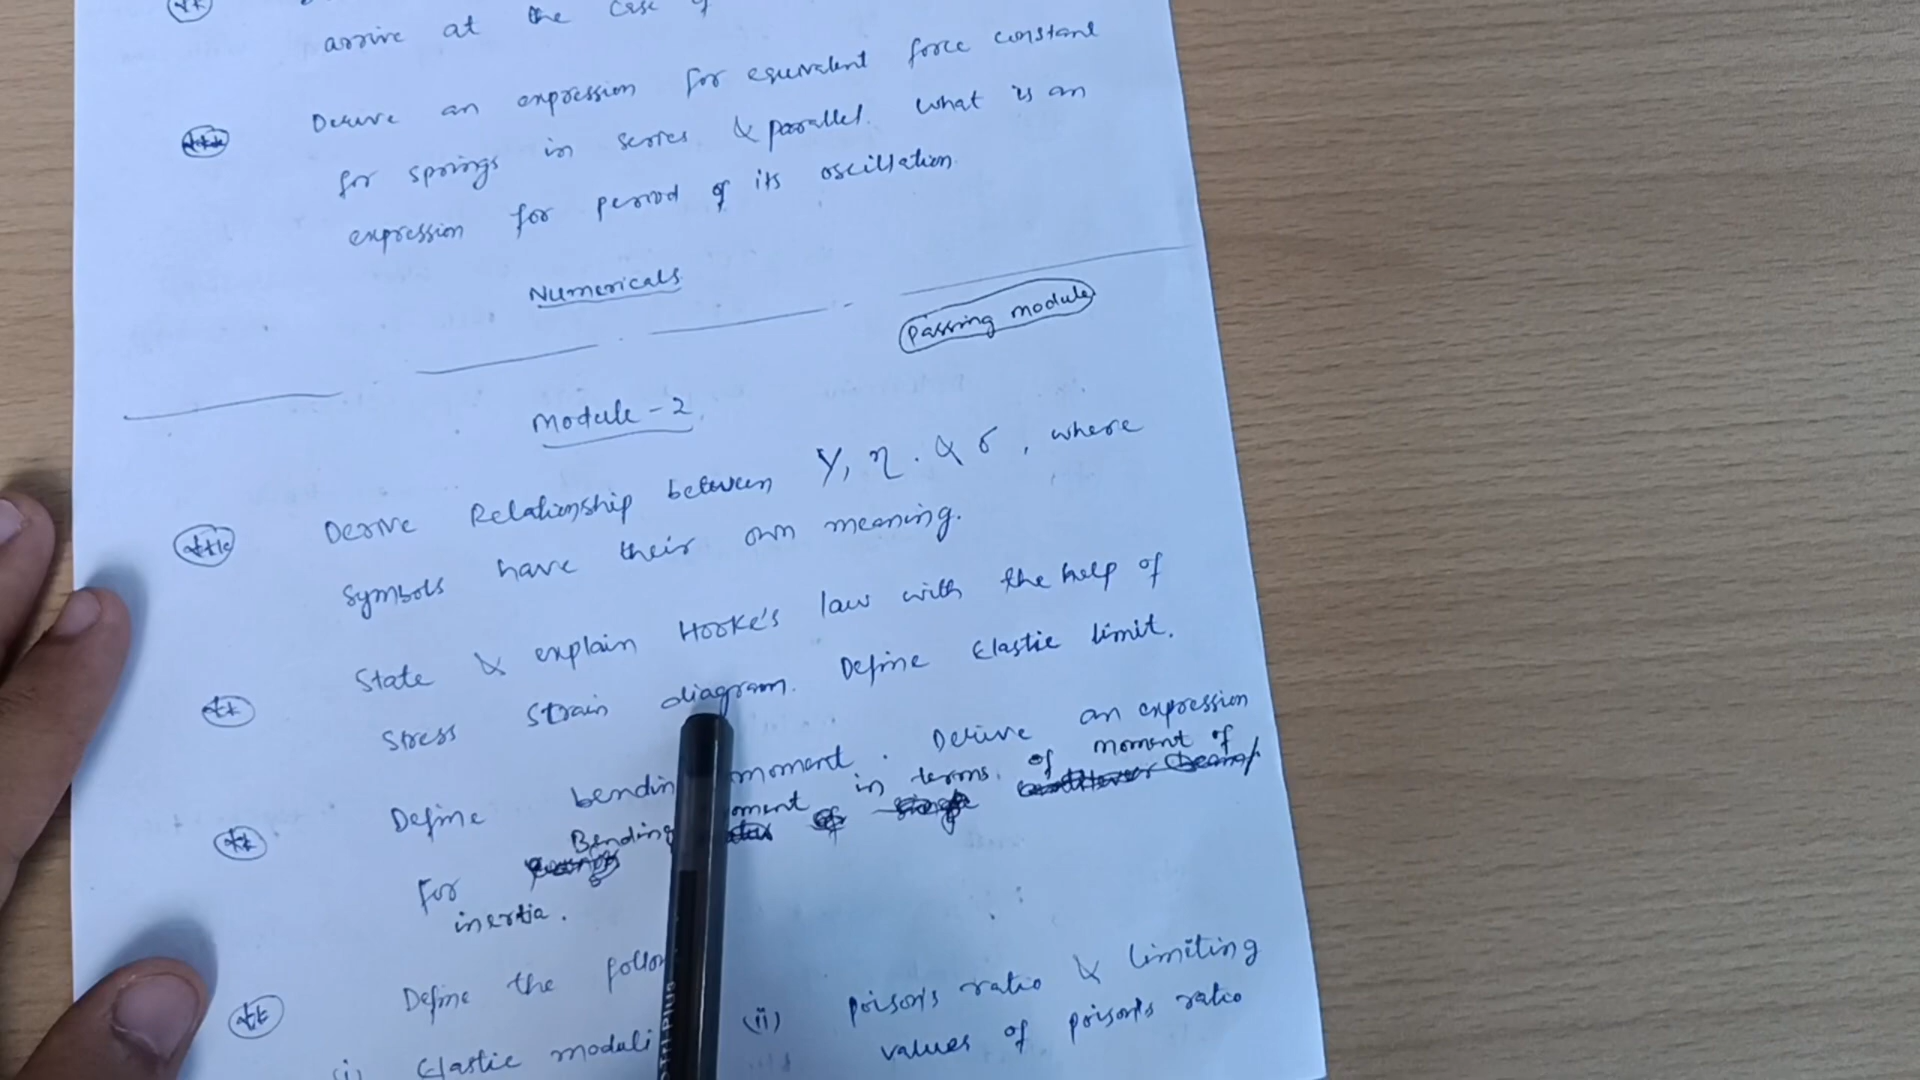 **
arrive at the case of
*** Derive an expression for equivalent force constant
for springs in series & parallel. what is an
expression for period of its oscillation.
Numericals
Passing module
Module-2
*** Derive Relationship between Y, η. & σ, where
symbols have their own meaning.
** State & explain Hooke's law with the help of
stress strain diagram. Define Elastic limit.
** Define bendin moment. Derive an expression
for Bending oment in terms. of moment of
inertia.
** Define the follo
(i) Elastic moduli (ii) poison's ratio & limiting
values of poison's ratio